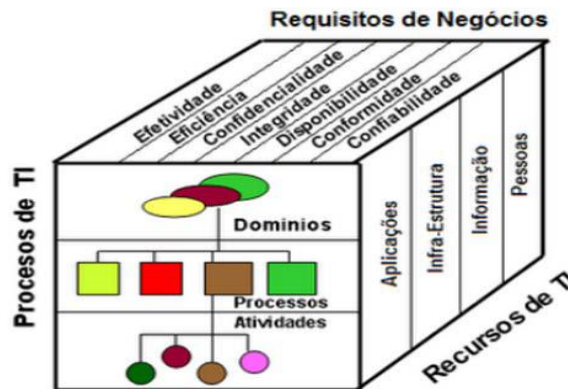 Requisitos de Negócios
Efetividade
Eficiência
Confidencialidade
Integridade
Disponibilidade
Conformidade
Confiabilidade
Procesos de TI
Domínios
Processos
Atividades
Aplicações
Infra-Estrutura
Informação
Pessoas
Recursos de TI